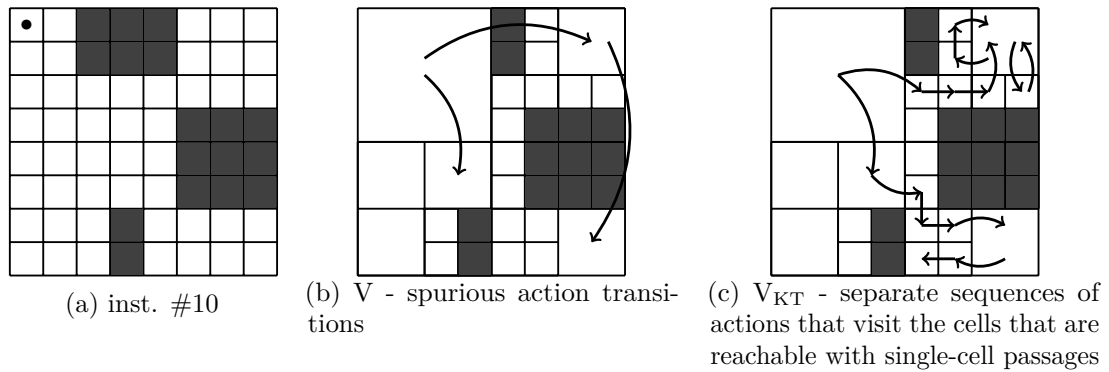 (a) inst. #10
(b) V - spurious action transi-
tions
(c) V_KT - separate sequences of
actions that visit the cells that are
reachable with single-cell passages